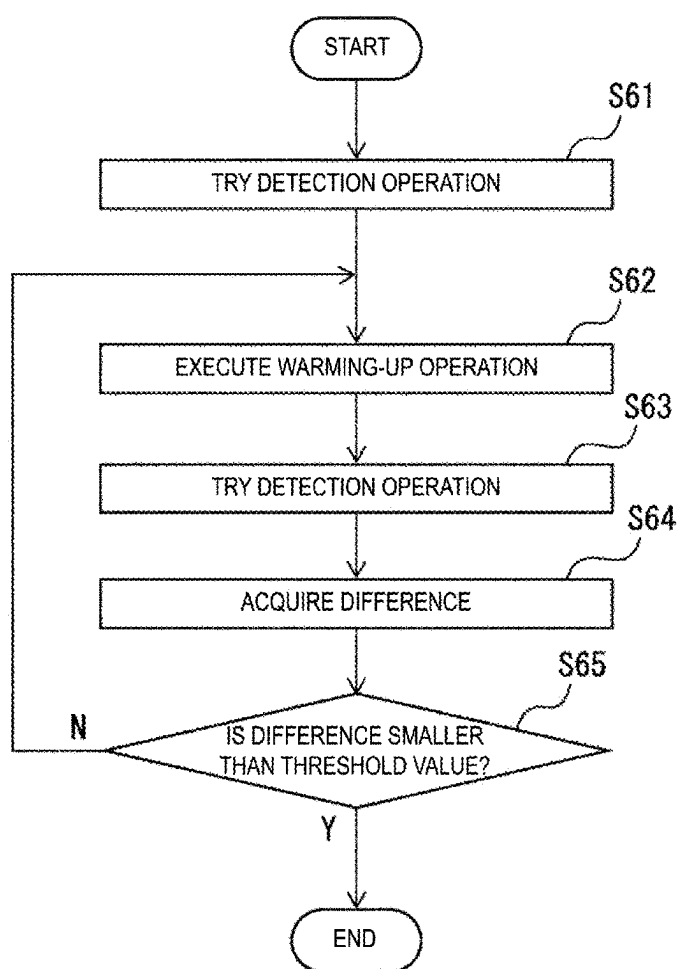 START
S61
TRY DETECTION OPERATION
S62
EXECUTE WARMING-UP OPERATION
S63
TRY DETECTION OPERATION
S64
ACQUIRE DIFFERENCE
S65
IS DIFFERENCE SMALLER
THAN THRESHOLD VALUE?
N
Y
END